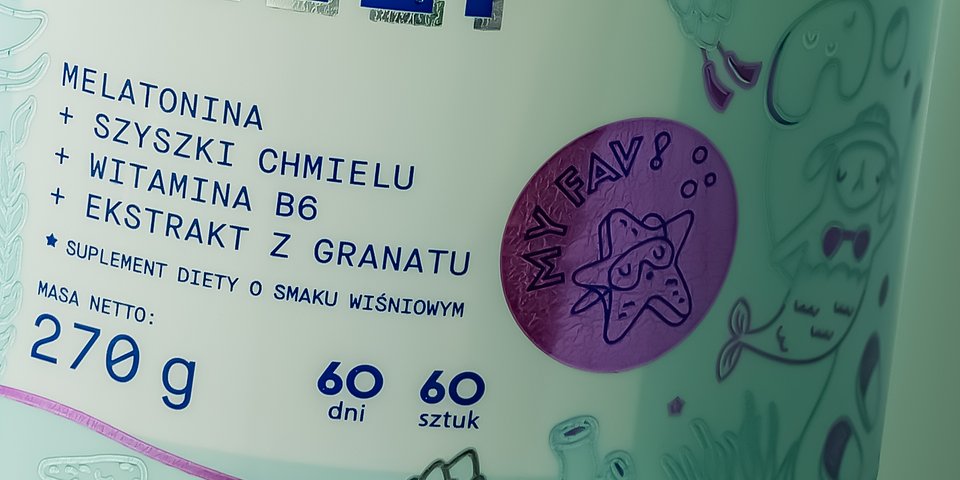 MELATONINA
+ SZYSZKI CHMIELU
+ WITAMINA B6
+ EKSTRAKT Z GRANATU
★ SUPLEMENT DIETY O SMAKU WIŚNIOWYM
MASA NETTO:
270 g
60 60
dni sztuk
MY FAV!